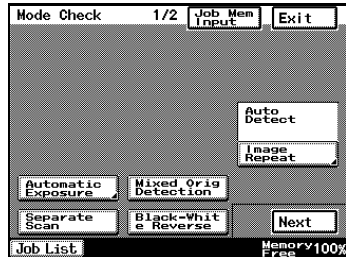 Mode Check 1/2 Job Mem Exit
Input
Auto
Detect
Image
Repeat
Automatic Mixed Orig
Exposure Detection
Separate Black-Whit
Scan e Reverse Next
Job List Memory 100%
Free